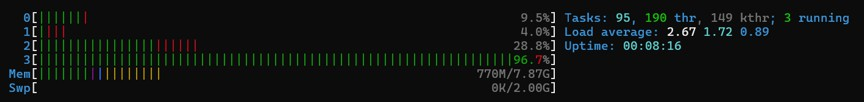 0[|||||||| 9.5%] Tasks: 95, 190 thr, 149 kthr; 3 running
1[|||| 4.0%] Load average: 2.67 1.72 0.89
2[|||||||||||||||||||||||| 28.8%] Uptime: 00:08:16
3[||||||||||||||||||||||||||||||||||||||||||||||||||||||||||||||||||||||||96.7%]
Mem[|||||||||||||||||||| 770M/7.87G]
Swp[ 0K/2.00G]